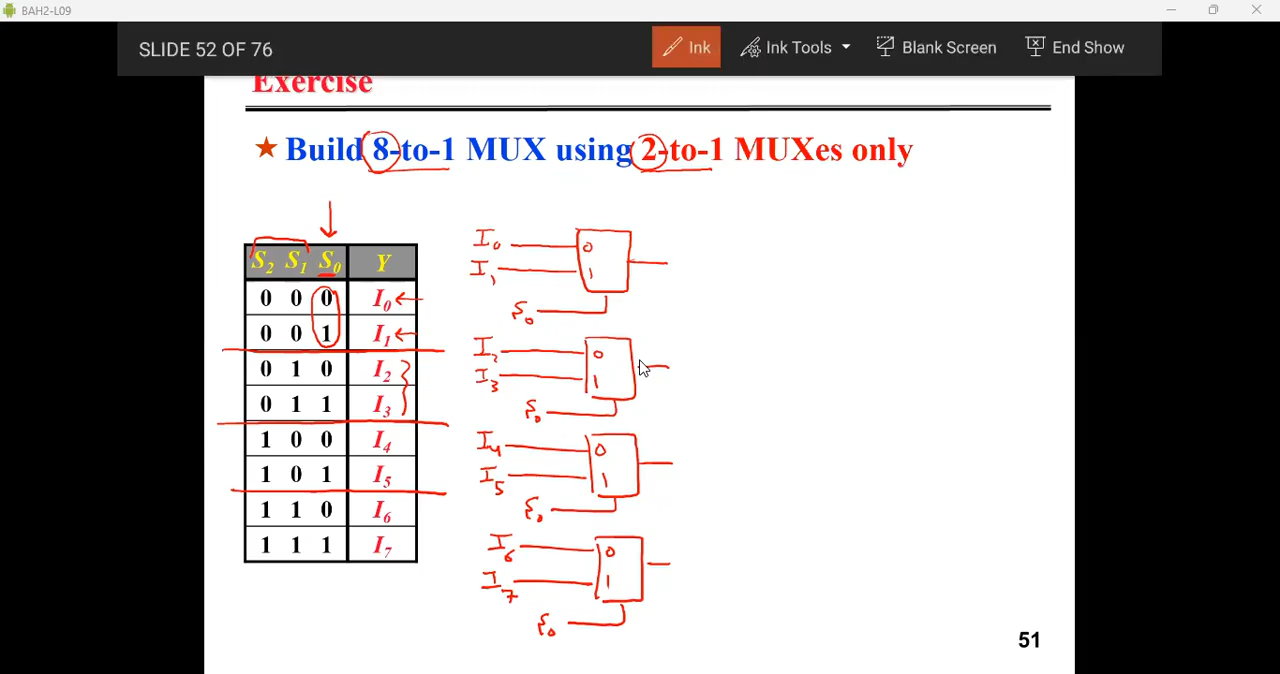 BAH2-L09
SLIDE 52 OF 76
Ink
Ink Tools
Blank Screen
End Show
Exercise
★ Build 8-to-1 MUX using 2-to-1 MUXes only
S2 S1 S0 Y
0 0 0 I0
0 0 1 I1
0 1 0 I2
0 1 1 I3
1 0 0 I4
1 0 1 I5
1 1 0 I6
1 1 1 I7
I0 0
I1 1
S0
I2 0
I3 1
S0
I4 0
I5 1
S0
I6 0
I7 1
S0
51